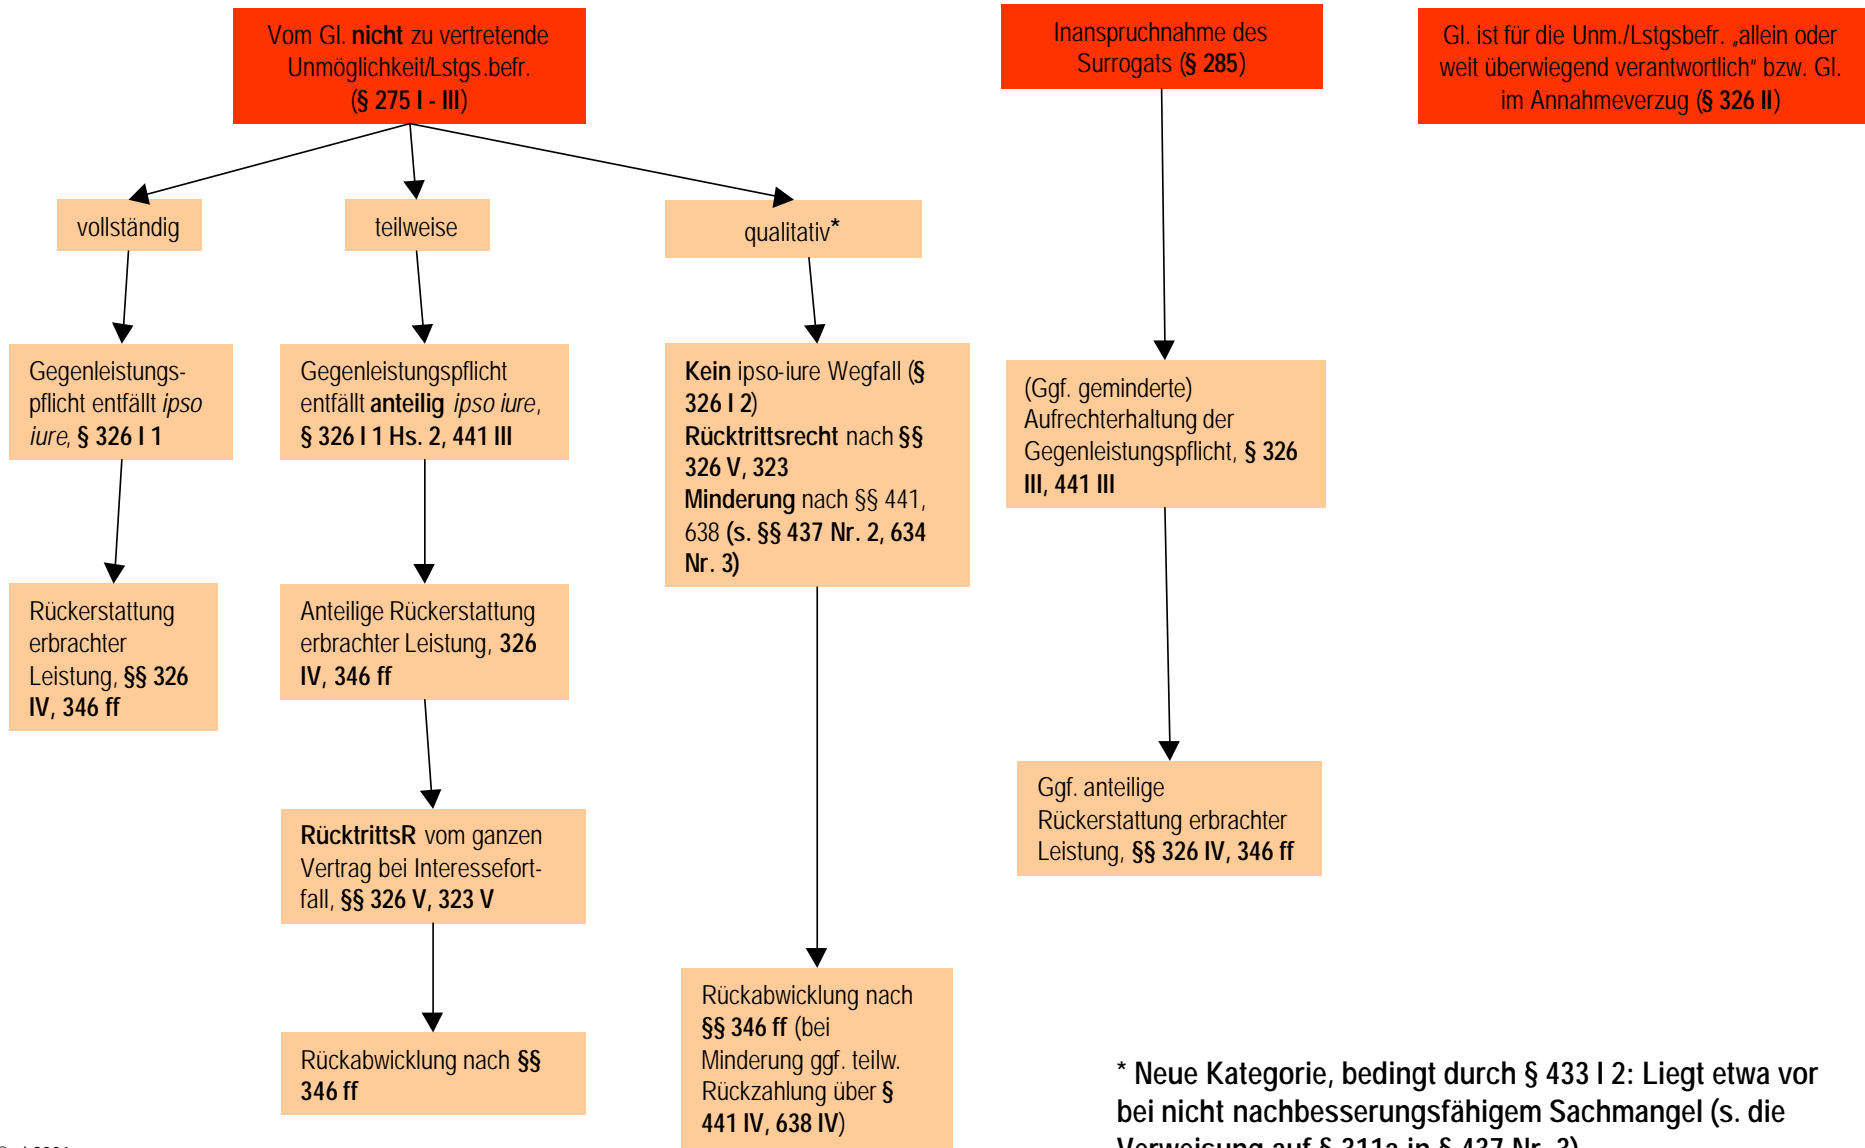 Vom Gl. nicht zu vertretende
Unmöglichkeit/Lstgs.befr.
(§ 275 I - III)
Inanspruchnahme des
Surrogats (§ 285)
Gl. ist für die Unm./Lstgsbefr. „allein oder
weit überwiegend verantwortlich“ bzw. Gl.
im Annahmeverzug (§ 326 II)
vollständig
teilweise
qualitativ*
Gegenleistungs-
pflicht entfällt ipso
iure, § 326 I 1
Gegenleistungspflicht
entfällt anteilig ipso iure,
§ 326 I 1 Hs. 2, 441 III
Kein ipso-iure Wegfall (§
326 I 2)
Rücktrittsrecht nach §§
326 V, 323
Minderung nach §§ 441,
638 (s. §§ 437 Nr. 2, 634
Nr. 3)
(Ggf. geminderte)
Aufrechterhaltung der
Gegenleistungspflicht, § 326
III, 441 III
Rückerstattung
erbrachter
Leistung, §§ 326
IV, 346 ff
Anteilige Rückerstattung
erbrachter Leistung, 326
IV, 346 ff
RücktrittsR vom ganzen
Vertrag bei Interessefort-
fall, §§ 326 V, 323 V
Ggf. anteilige
Rückerstattung erbrachter
Leistung, §§ 326 IV, 346 ff
Rückabwicklung nach §§
346 ff
Rückabwicklung nach
§§ 346 ff (bei
Minderung ggf. teilw.
Rückzahlung über §
441 IV, 638 IV)
* Neue Kategorie, bedingt durch § 433 I 2: Liegt etwa vor
bei nicht nachbesserungsfähigem Sachmangel (s. die
Verweisung auf § 311a in § 437 Nr. 3)